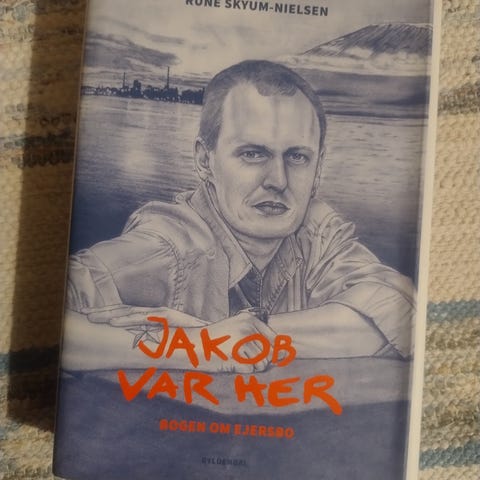 RUNE SKYUM-NIELSEN
JAKOB
VAR HER
BOGEN OM EJERSBO
GYLDENDAL